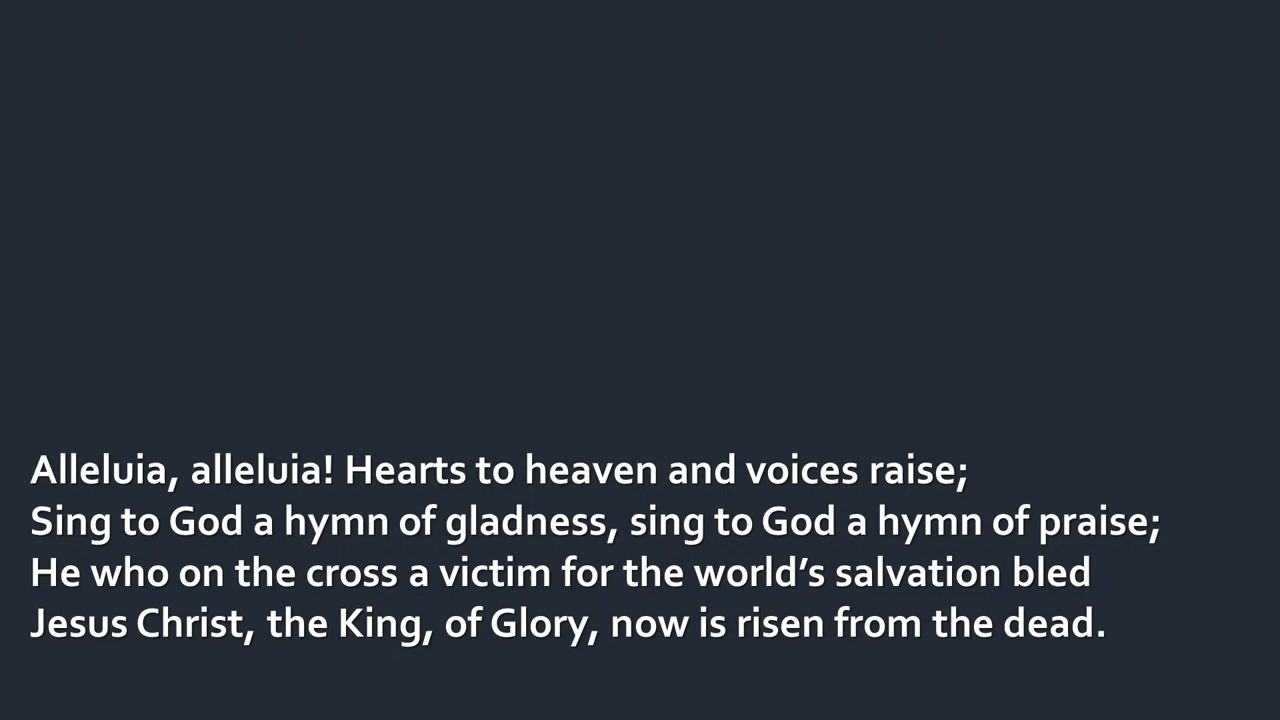 Alleluia, alleluia! Hearts to heaven and voices raise;
Sing to God a hymn of gladness, sing to God a hymn of praise;
He who on the cross a victim for the world’s salvation bled
Jesus Christ, the King, of Glory, now is risen from the dead.